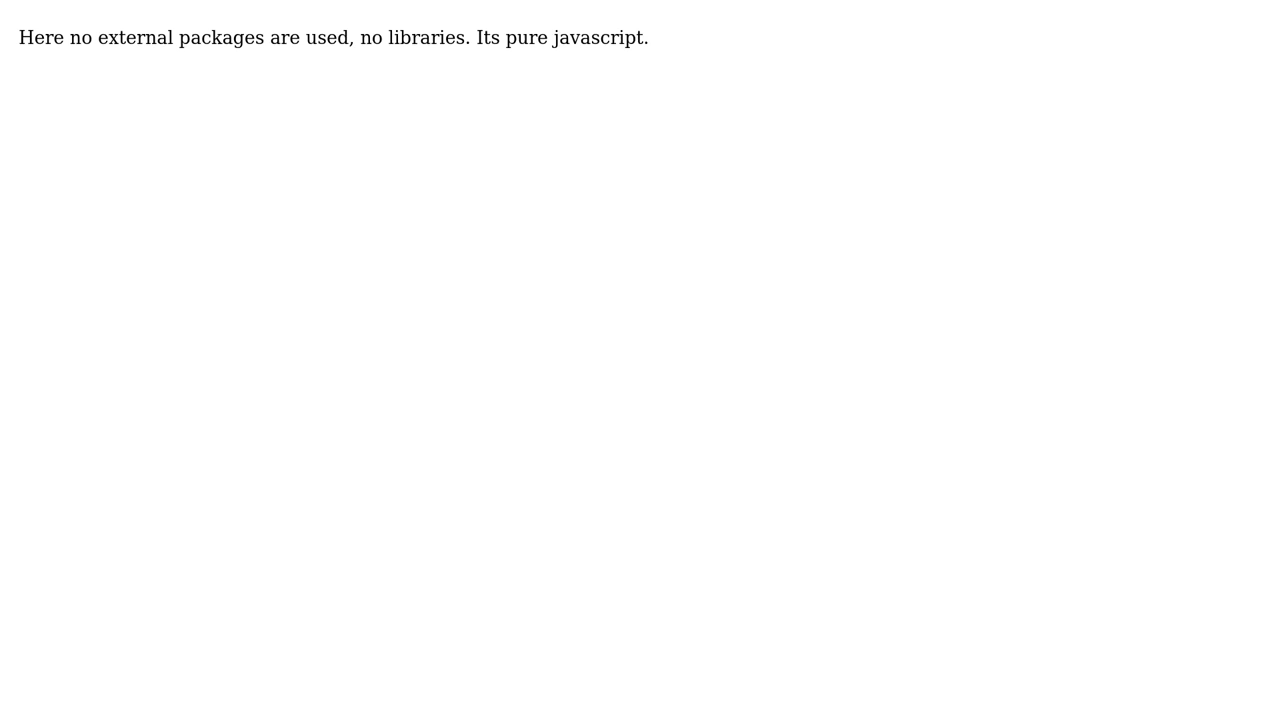 Here no external packages are used, no libraries. Its pure javascript.